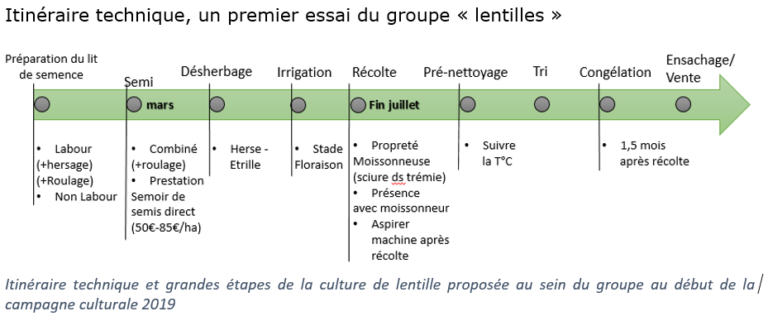 Itinéraire technique, un premier essai du groupe « lentilles »
Préparation du lit
de semence
Semi
Désherbage
Irrigation
Récolte
Pré-nettoyage
Tri
Congélation
Ensachage/
Vente
mars
Fin juillet
• Labour
(+hersage)
(+Roulage)
• Non Labour
• Combiné
(+roulage)
• Prestation
Semoir de
semis direct
(50€-85€/ha)
• Herse -
Etrille
• Stade
Floraison
• Propreté
Moissonneuse
(sciure ds trémie)
• Présence
avec moissonneur
• Aspirer
machine après
récolte
• Suivre
la T°C
• 1,5 mois
après récolte
Itinéraire technique et grandes étapes de la culture de lentille proposée au sein du groupe au début de la/
campagne culturale 2019